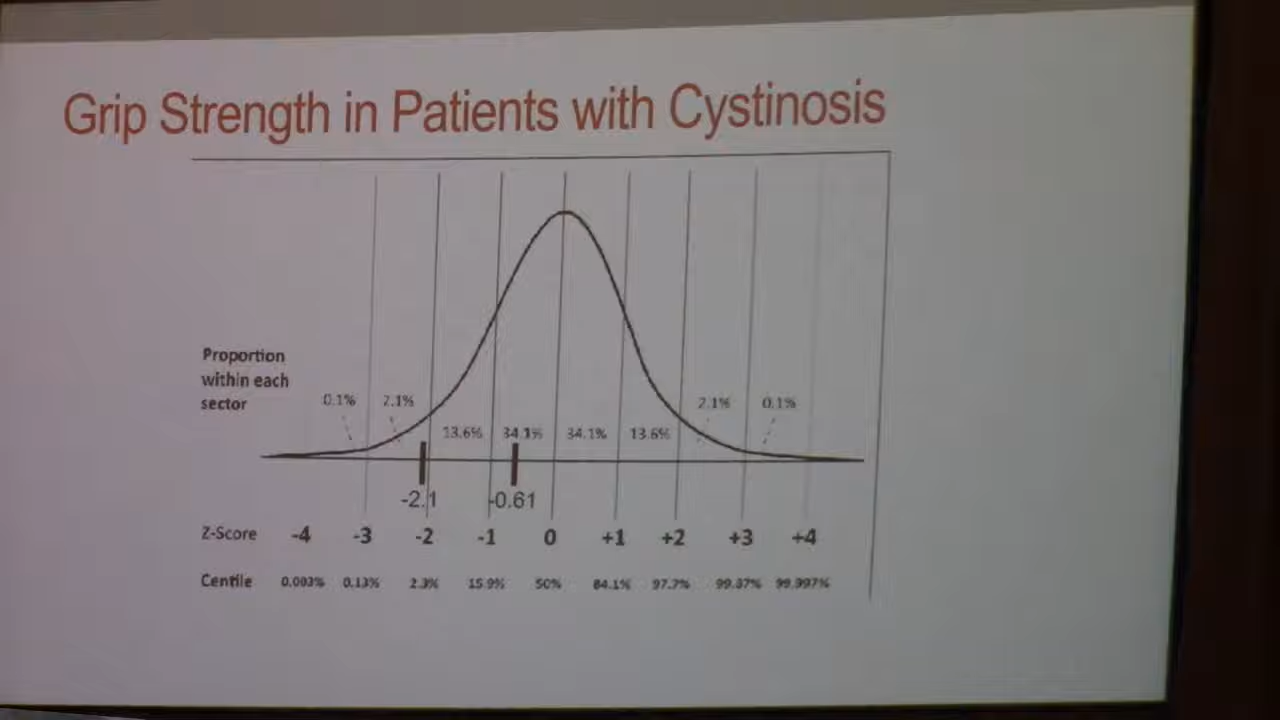 Grip Strength in Patients with Cystinosis
Proportion
within each
sector
0.1% 2.1% 13.6% 34.1% 34.1% 13.6% 2.1% 0.1%
-2.1 -0.61
Z-Score -4 -3 -2 -1 0 +1 +2 +3 +4
Centile 0.003% 0.13% 2.3% 15.9% 50% 84.1% 97.7% 99.87% 99.997%